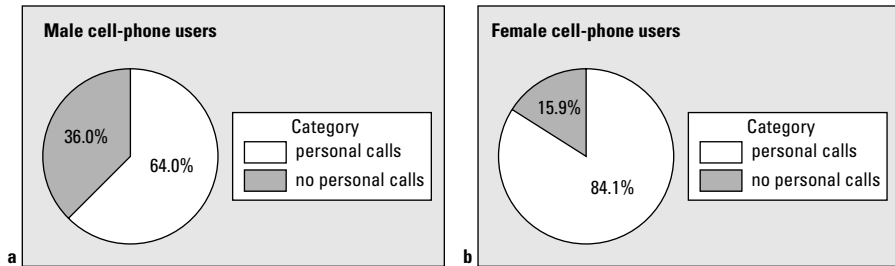 Male cell-phone users
36.0%
64.0%
Category
personal calls
no personal calls
a
Female cell-phone users
15.9%
84.1%
Category
personal calls
no personal calls
b